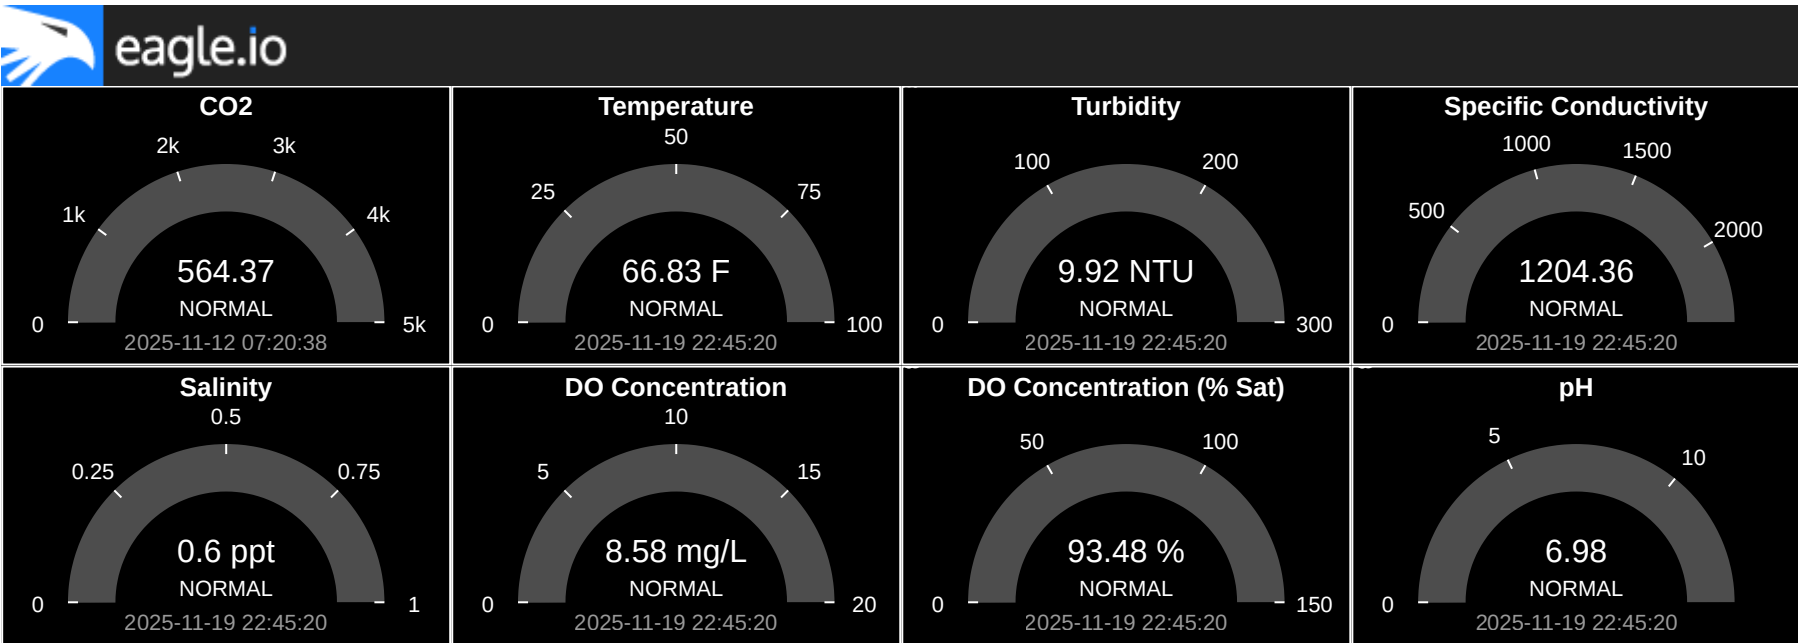 eagle.io
CO2
2k 3k
1k 4k
564.37
NORMAL
0 5k
2025-11-12 07:20:38
Temperature
50
25 75
66.83 F
NORMAL
0 100
2025-11-19 22:45:20
Turbidity
100 200
9.92 NTU
NORMAL
0 300
2025-11-19 22:45:20
Specific Conductivity
1000 1500
500 2000
1204.36
NORMAL
0
2025-11-19 22:45:20
Salinity
0.5
0.25 0.75
0.6 ppt
NORMAL
0 1
2025-11-19 22:45:20
DO Concentration
10
5 15
8.58 mg/L
NORMAL
0 20
2025-11-19 22:45:20
DO Concentration (% Sat)
50 100
93.48 %
NORMAL
0 150
2025-11-19 22:45:20
pH
5 10
6.98
NORMAL
0
2025-11-19 22:45:20